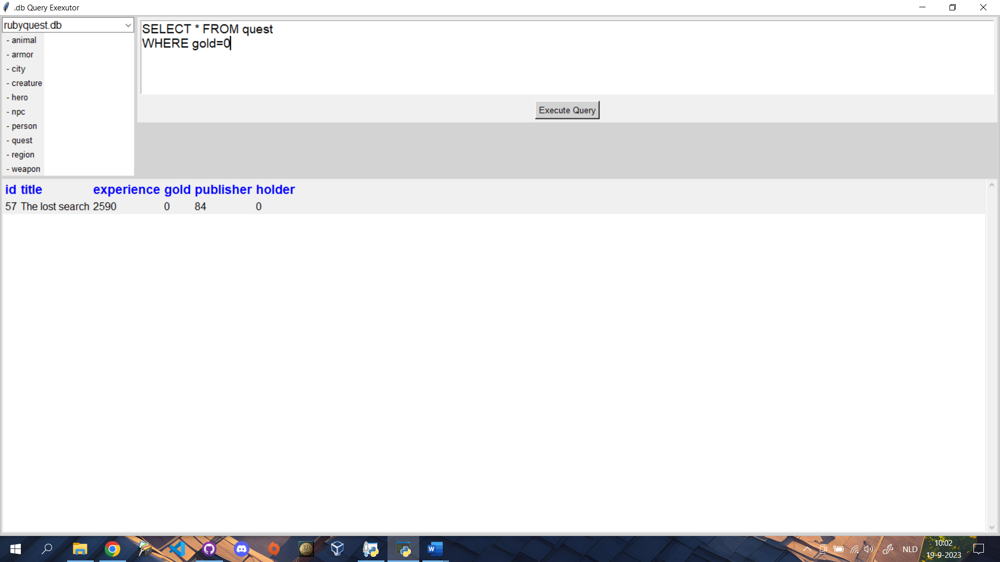 .db Query Exexutor
rubyquest.db
- animal
- armor
- city
- creature
- hero
- npc
- person
- quest
- region
- weapon
SELECT * FROM quest
WHERE gold=0
Execute Query
id title experience gold publisher holder
57 The lost search 2590 0 84 0
W
NLD
10:02
19-9-2023